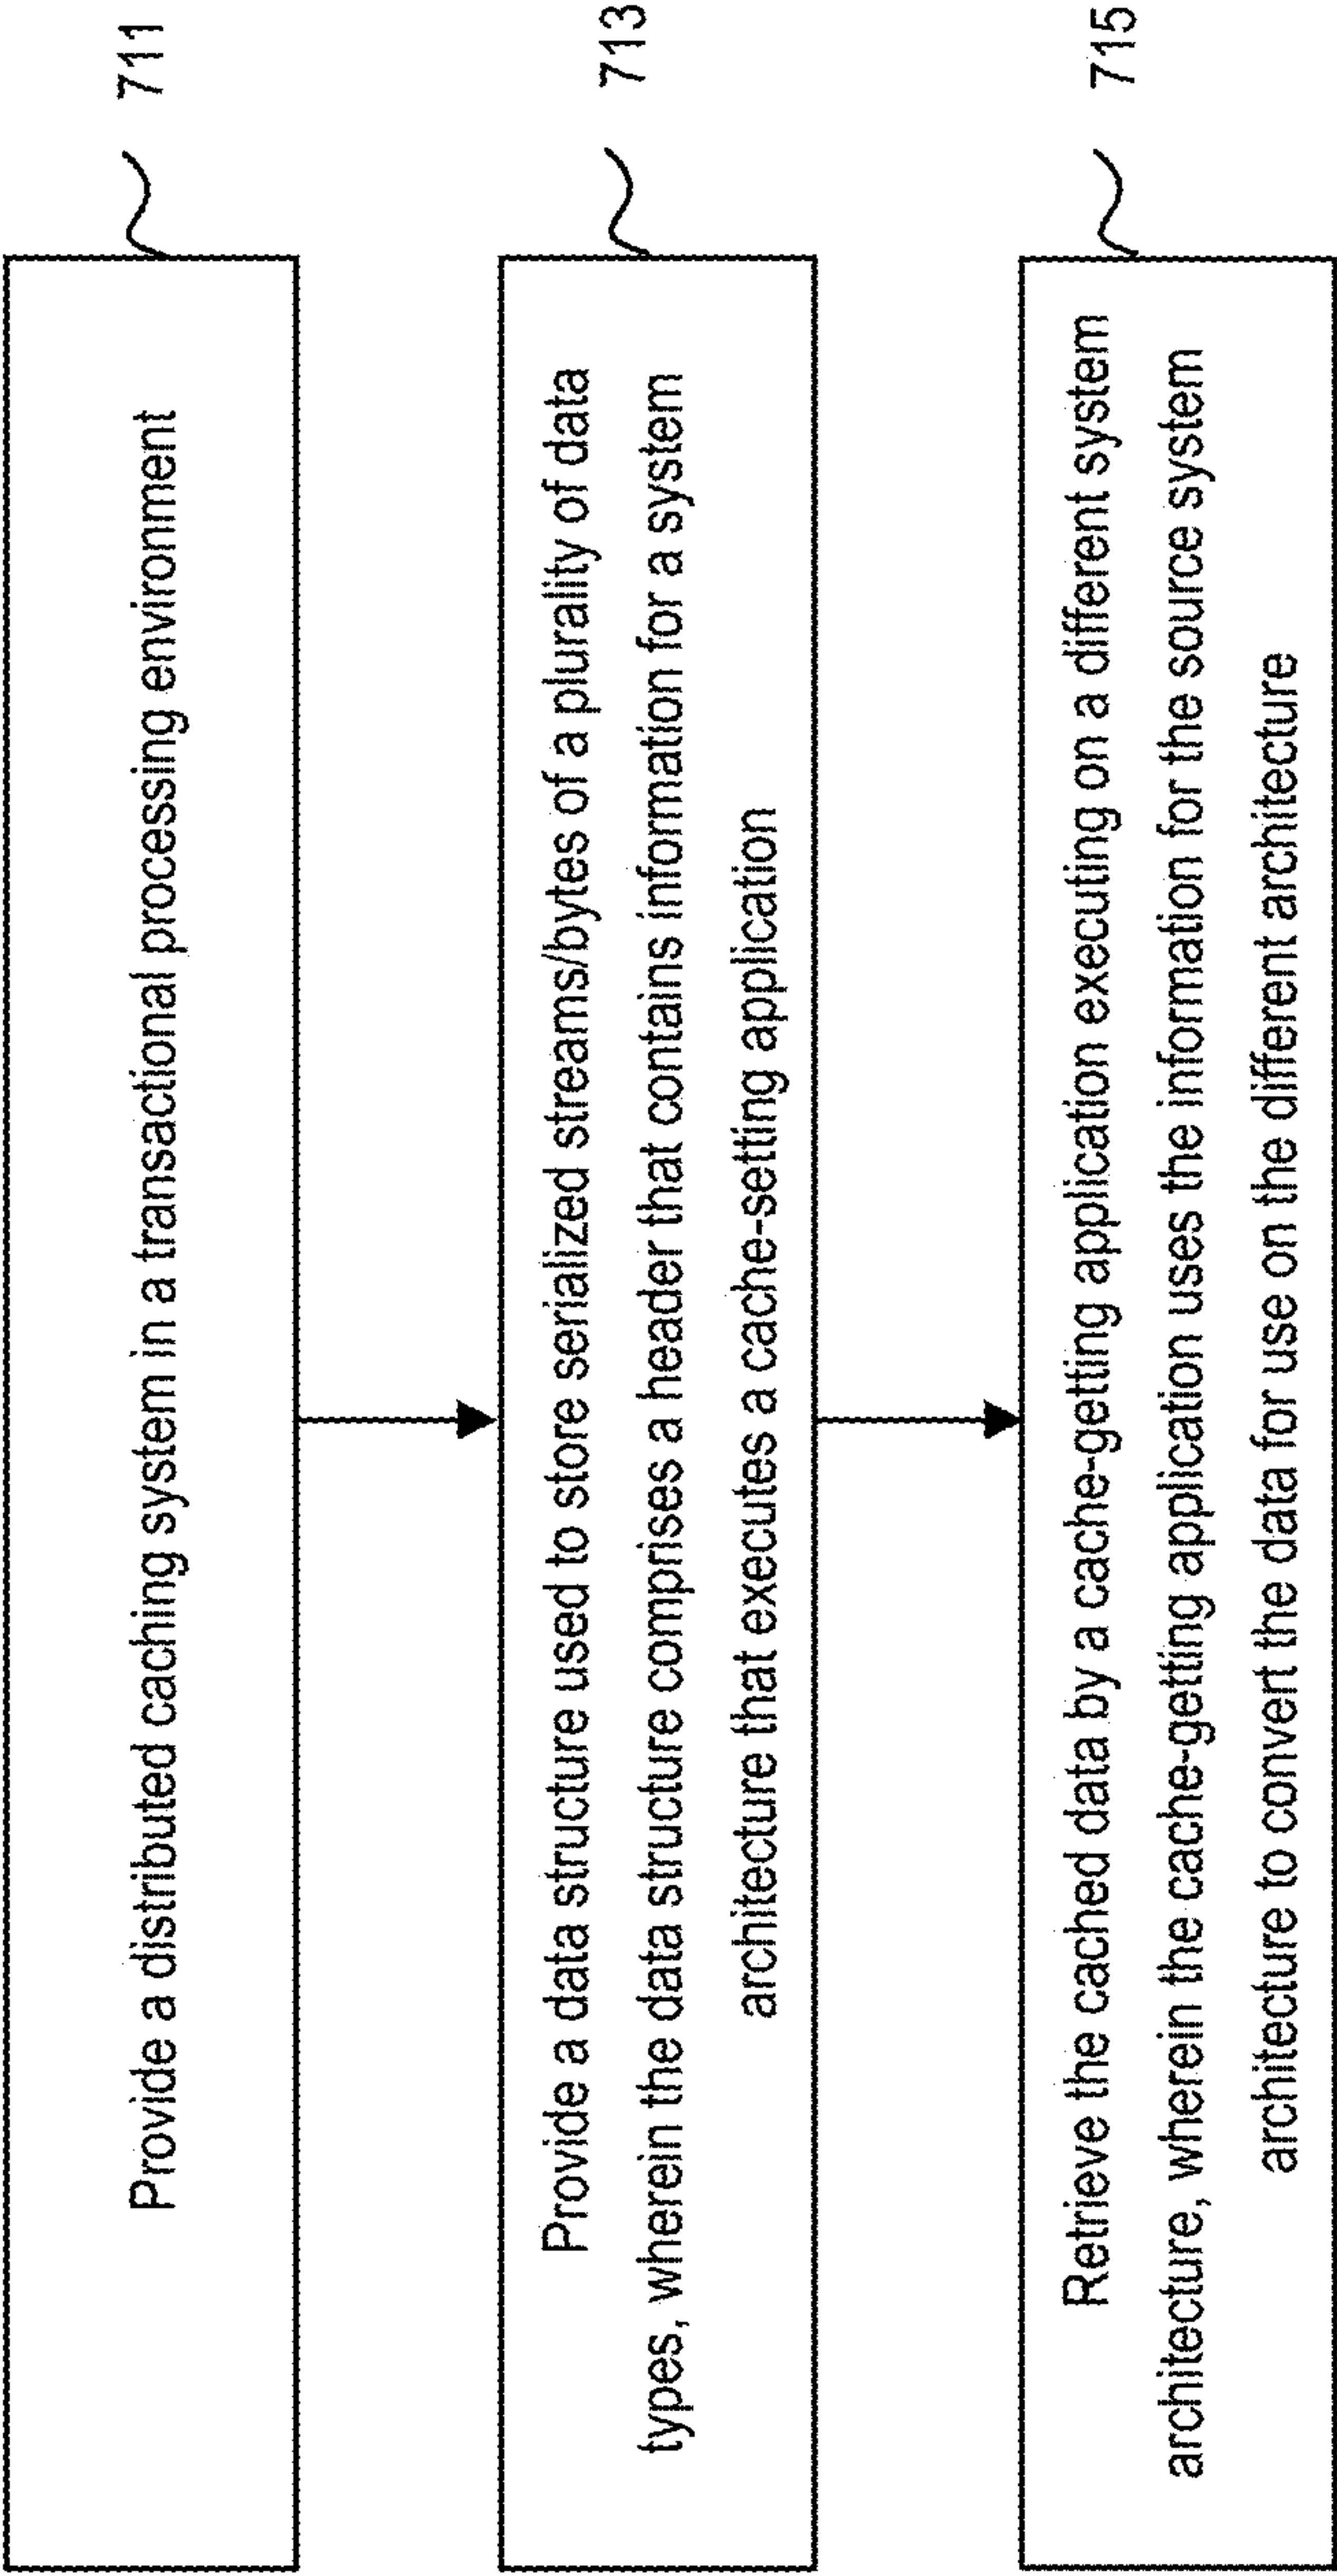 Provide a distributed caching system in a transactional processing environment
711
Provide a data structure used to store serialized streams/bytes of a plurality of data
types, wherein the data structure comprises a header that contains information for a system
architecture that executes a cache-setting application
713
Retrieve the cached data by a cache-getting application executing on a different system
architecture, wherein the cache-getting application uses the information for the source system
architecture to convert the data for use on the different architecture
715